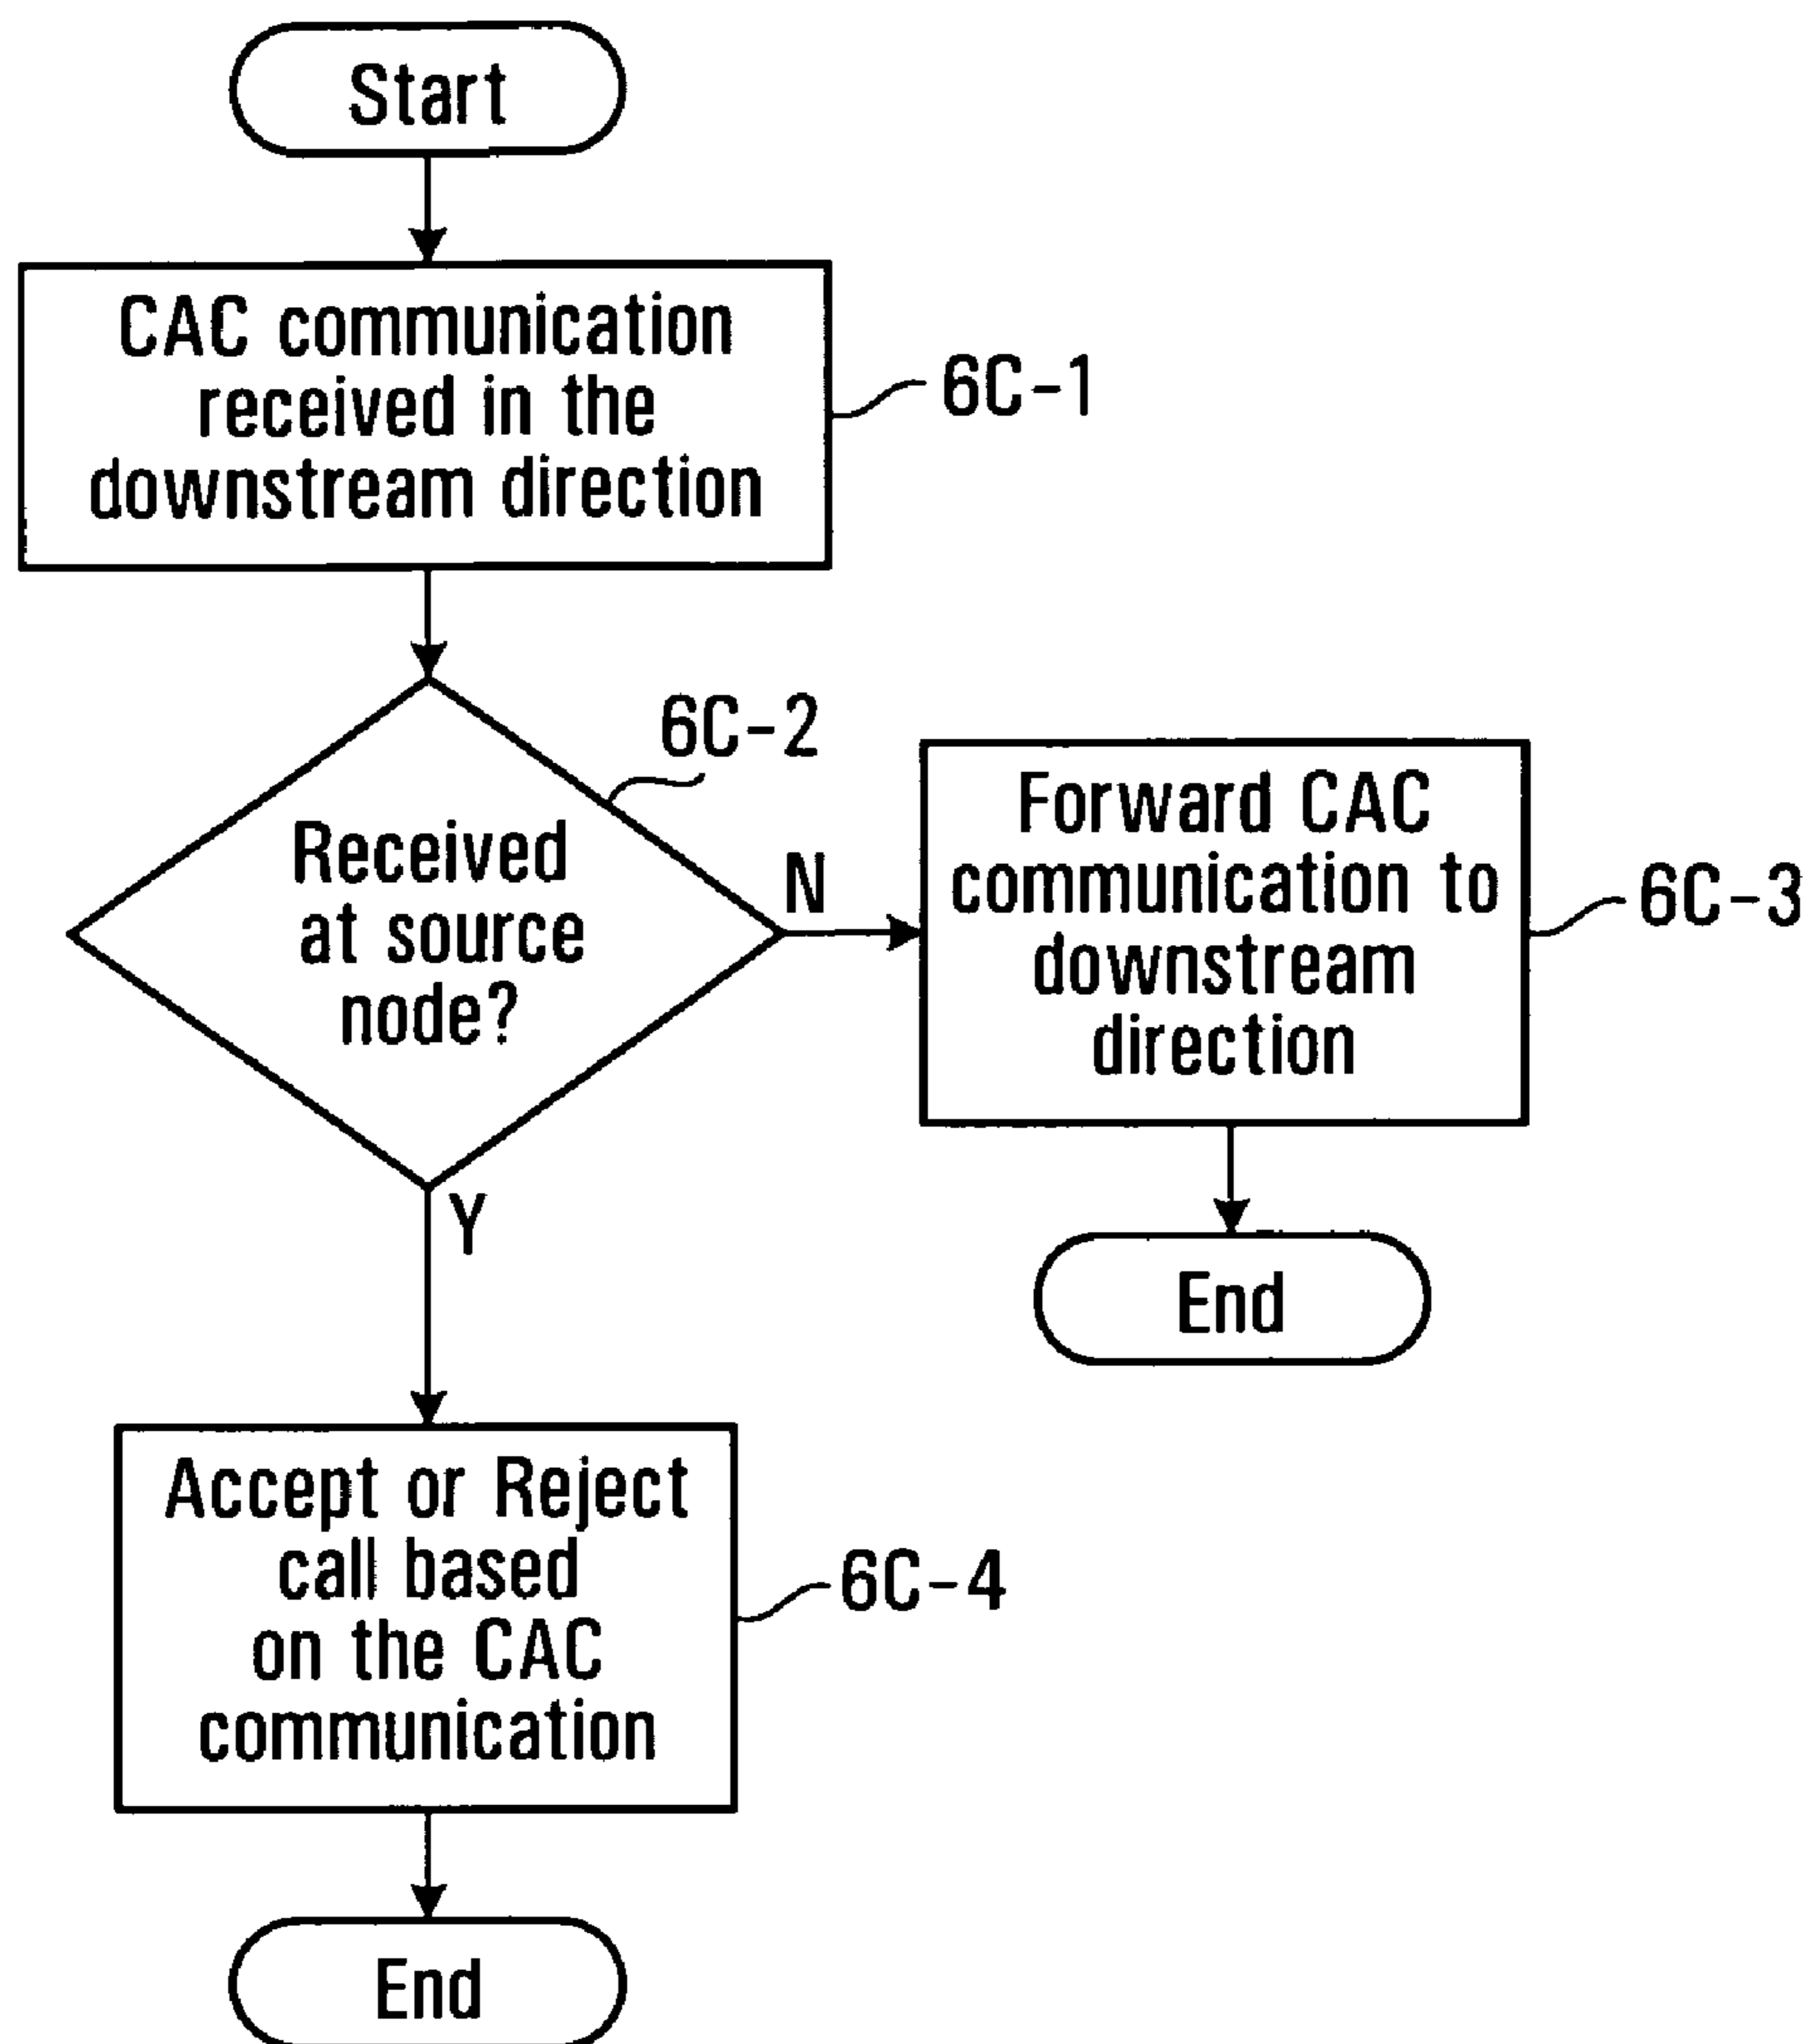 Start
CAC communication
received in the
downstream direction
6C-1
6C-2
Received
at source
node?
N
Y
Forward CAC
communication to
downstream
direction
6C-3
End
Accept or Reject
call based
on the CAC
communication
6C-4
End